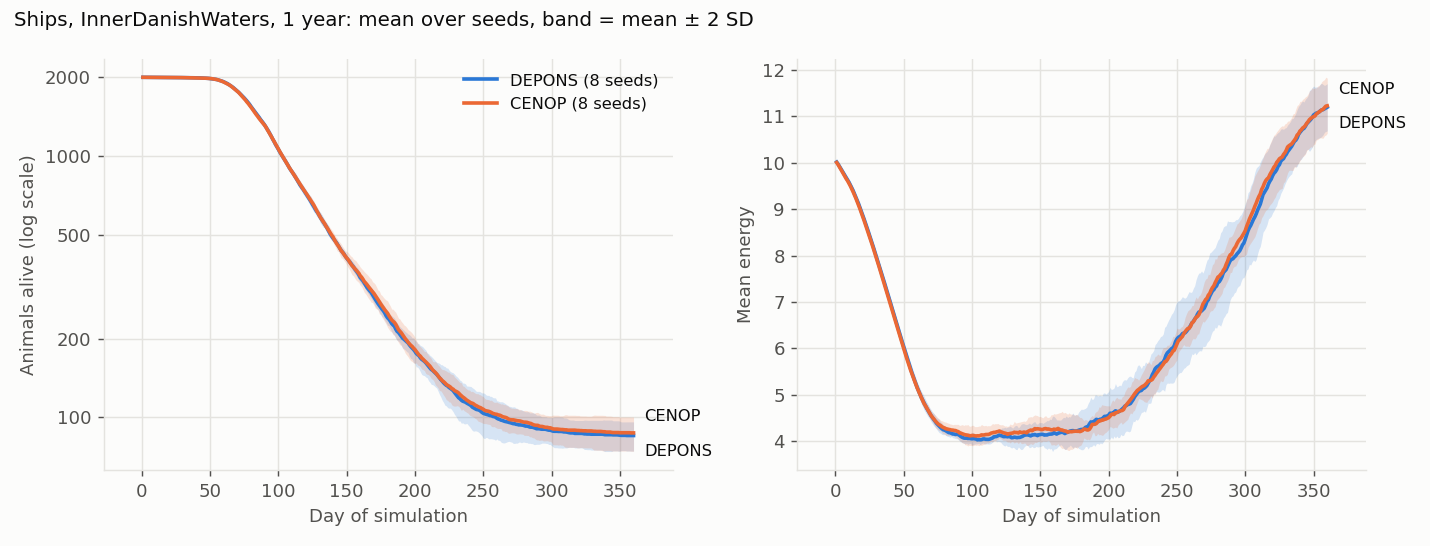 Ships, InnerDanishWaters, 1 year: mean over seeds, band = mean ± 2 SD
2000
1000
500
200
100
Animals alive (log scale)
DEPONS (8 seeds)
CENOP (8 seeds)
CENOP
DEPONS
0 50 100 150 200 250 300 350
Day of simulation
12
11
10
9
8
7
6
5
4
Mean energy
CENOP
DEPONS
0 50 100 150 200 250 300 350
Day of simulation